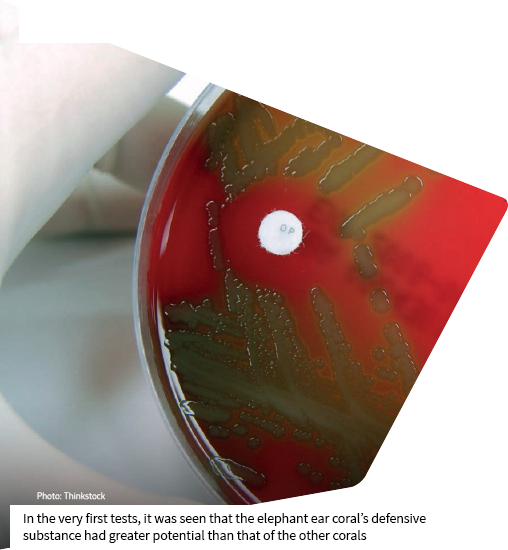 OP
Photo: Thinkstock
In the very first tests, it was seen that the elephant ear coral’s defensive
substance had greater potential than that of the other corals